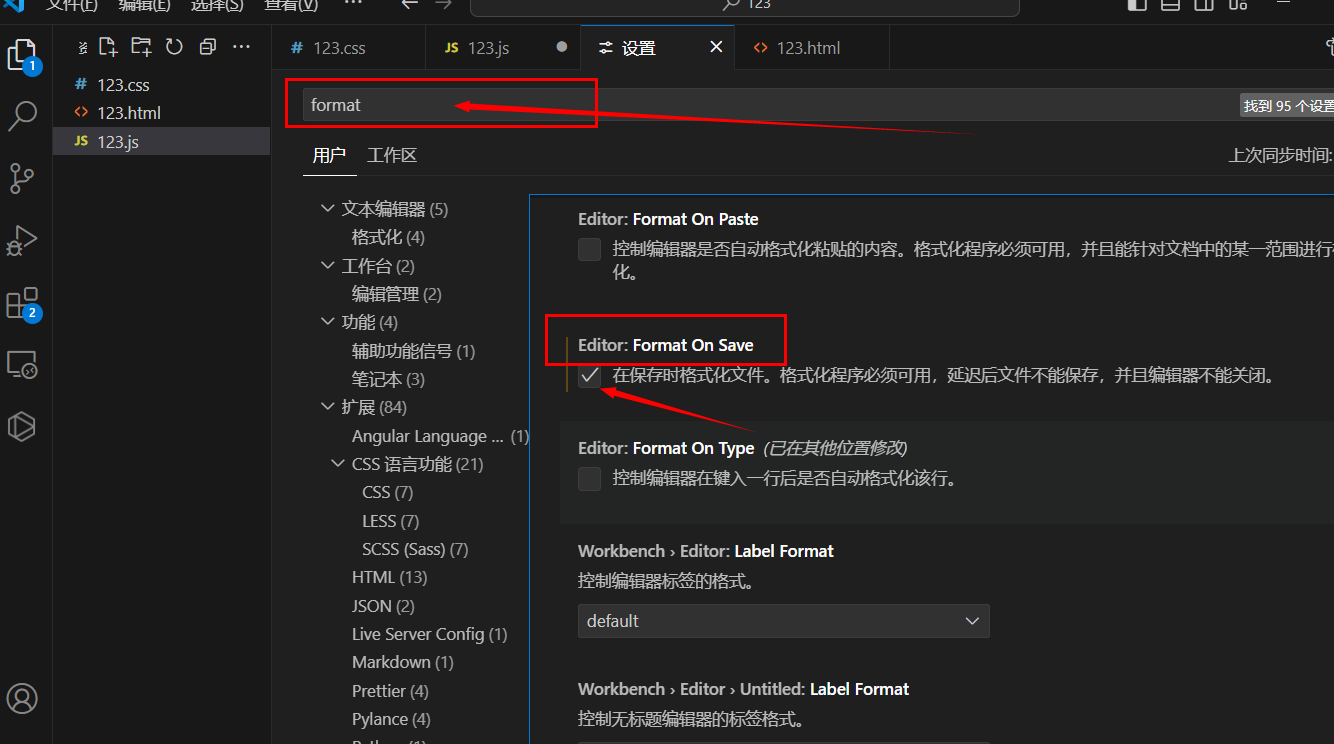 文件(F) 编辑(E) 选择(S) 查看(V) ··· 123
# 123.css JS 123.js 设置 <> 123.html
# 123.css
<> 123.html
JS 123.js
1
2
format 找到 95 个设置
用户 工作区 上次同步时间:
文本编辑器 (5)
格式化 (4)
工作台 (2)
编辑管理 (2)
功能 (4)
辅助功能信号 (1)
笔记本 (3)
扩展 (84)
Angular Language ... (1)
CSS 语言功能 (21)
CSS (7)
LESS (7)
SCSS (Sass) (7)
HTML (13)
JSON (2)
Live Server Config (1)
Markdown (1)
Prettier (4)
Pylance (4)
Editor: Format On Paste
控制编辑器是否自动格式化粘贴的内容。格式化程序必须可用，并且能针对文档中的某一范围进行
化。
Editor: Format On Save
在保存时格式化文件。格式化程序必须可用，延迟后文件不能保存，并且编辑器不能关闭。
Editor: Format On Type (已在其他位置修改)
控制编辑器在键入一行后是否自动格式化该行。
Workbench › Editor: Label Format
控制编辑器标签的格式。
default
Workbench › Editor › Untitled: Label Format
控制无标题编辑器的标签格式。